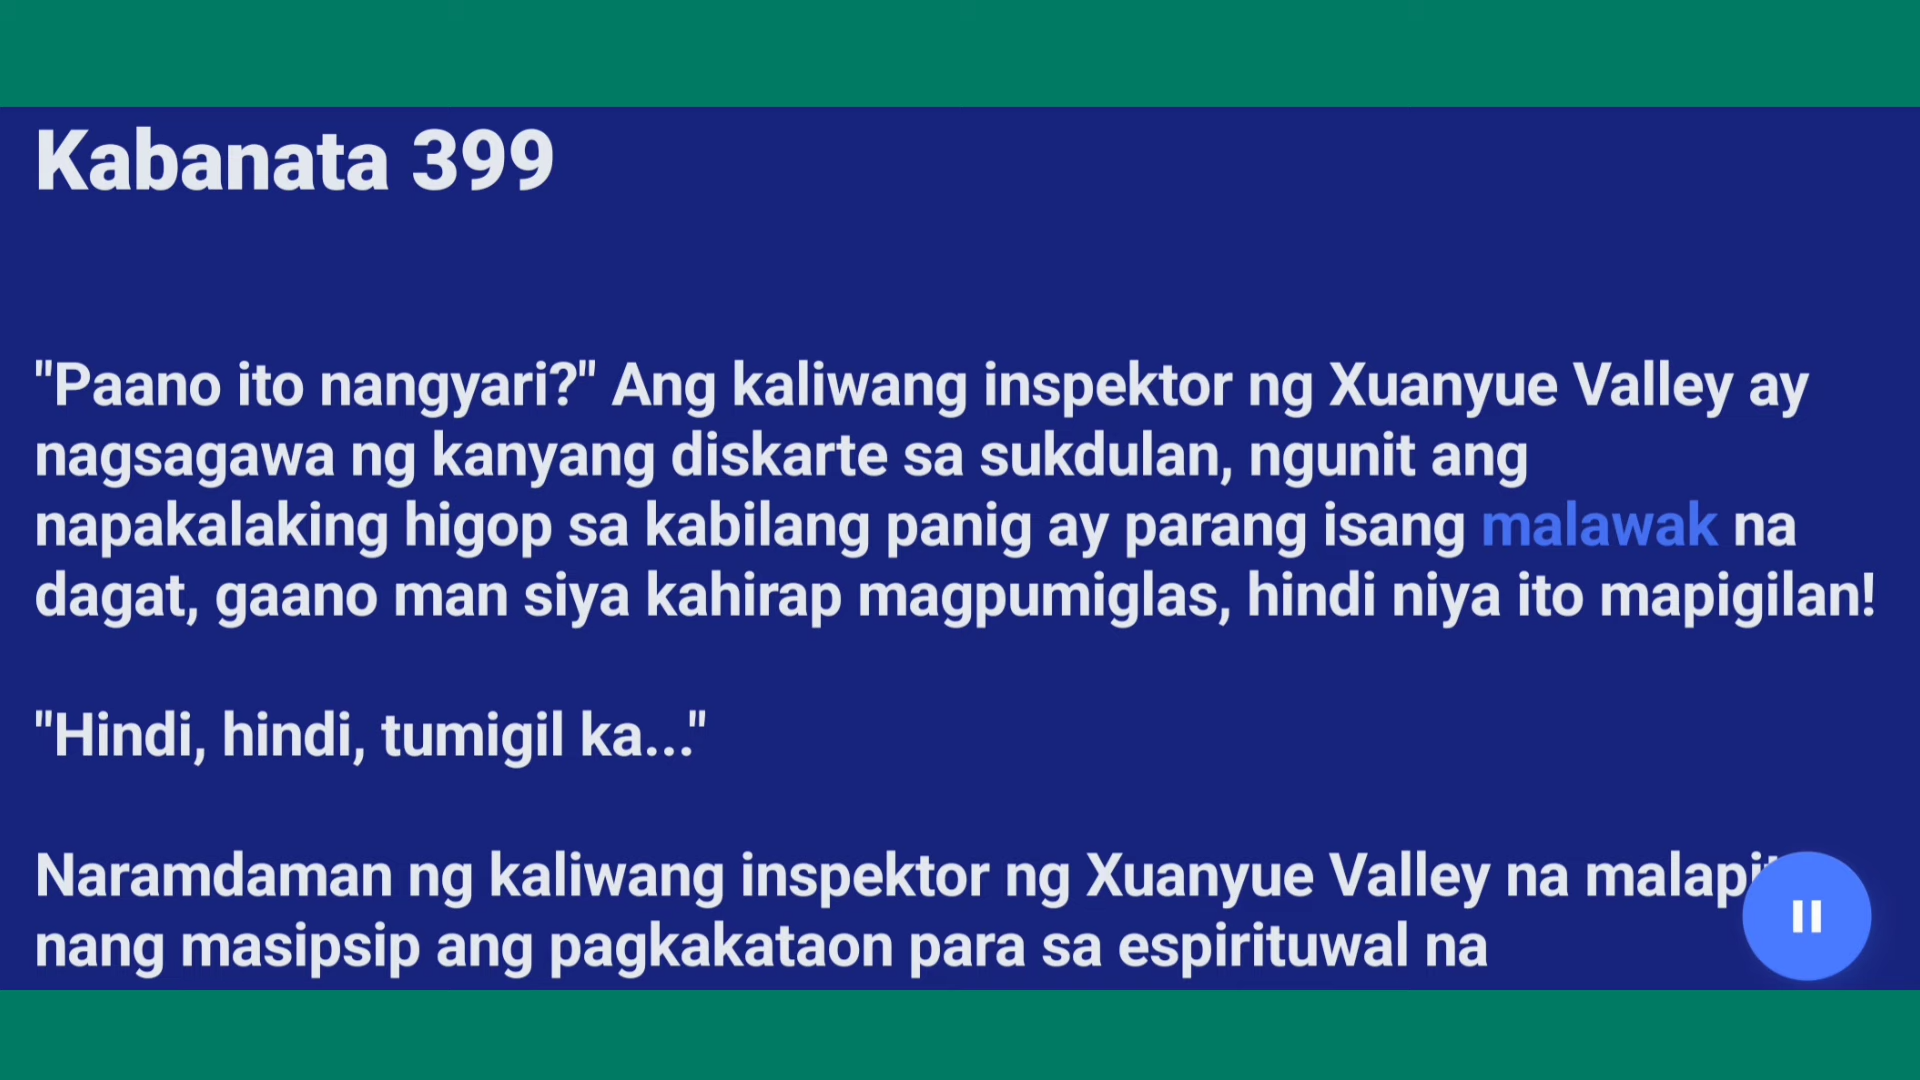 Kabanata 399
"Paano ito nangyari?" Ang kaliwang inspektor ng Xuanyue Valley ay
nagsagawa ng kanyang diskarte sa sukdulan, ngunit ang
napakalaking higop sa kabilang panig ay parang isang malawak na
dagat, gaano man siya kahirap magpumiglas, hindi niya ito mapigilan!
"Hindi, hindi, tumigil ka..."
Naramdaman ng kaliwang inspektor ng Xuanyue Valley na malapit
nang masipsip ang pagkakataon para sa espirituwal na